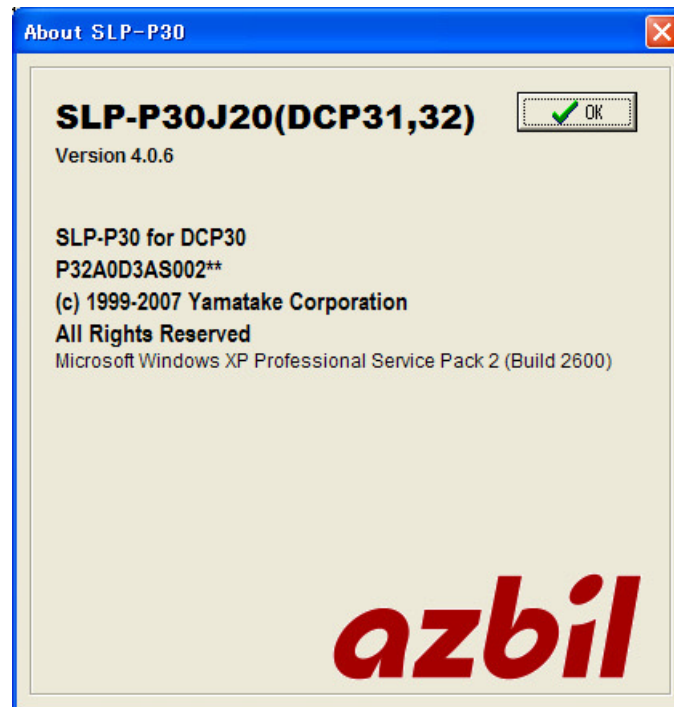 About SLP-P30
SLP-P30J20(DCP31,32)
OK
Version 4.0.6
SLP-P30 for DCP30
P32A0D3AS002**
(c) 1999-2007 Yamatake Corporation
All Rights Reserved
Microsoft Windows XP Professional Service Pack 2 (Build 2600)
azbil